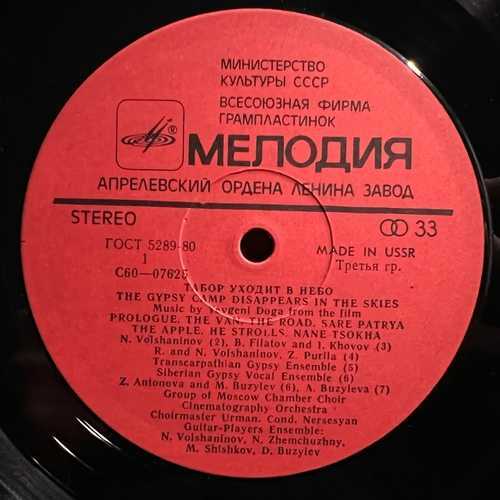 МИНИСТЕРСТВО
КУЛЬТУРЫ СССР
ВСЕСОЮЗНАЯ ФИРМА
ГРАМПЛАСТИНОК
®
МЕЛОДИЯ
АПРЕЛЕВСКИЙ ОРДЕНА ЛЕНИНА ЗАВОД
STEREO
33
ГОСТ 5289-80
MADE IN USSR
1
Третья гр.
С60—07625
ТАБОР УХОДИТ В НЕБО
THE GYPSY CAMP DISAPPEARS IN THE SKIES
Music by Yevgeni Doga from the film
PROLOGUE, THE VAN, THE ROAD, SARE PATRYA
THE APPLE, HE STROLLS, NANE TSOKHA
N. Volshaninov (2), B. Filatov and I. Khovov (3)
R. and N. Volshaninov, Z. Purlla (4)
Transcarpathian Gypsy Ensemble (5)
Siberian Gypsy Vocal Ensemble (6)
Z. Antonova and M. Buzylev (6), A. Buzyleva (7)
Group of Moscow Chamber Choir
Cinematography Orchestra
Choirmaster Urman. Cond. Nersesyan
Guitar-Players Ensemble:
N. Volshaninov, N. Zhemchuzhny,
M. Shishkov, D. Buzylev